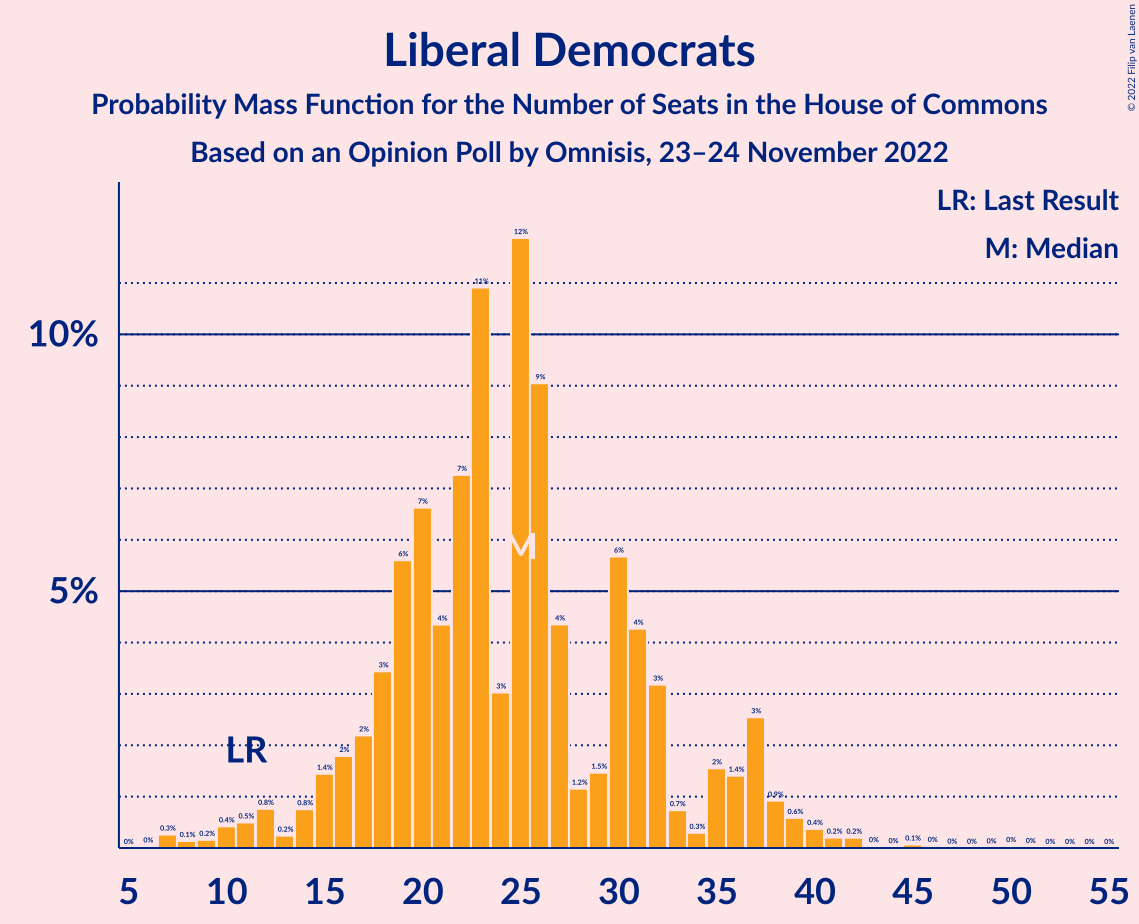 © 2022 Filip van Laenen
Liberal Democrats
Probability Mass Function for the Number of Seats in the House of Commons
Based on an Opinion Poll by Omnisis, 23–24 November 2022
LR: Last Result
M: Median
10%
5%
LR
M
0% 0% 0.3% 0.1% 0.2% 0.4% 0.5% 0.8% 0.2% 0.8% 1.4% 2% 2% 3% 6% 7% 4% 7% 11% 3% 12% 9% 4% 1.2% 1.5% 6% 4% 3% 0.7% 0.3% 2% 1.4% 3% 0.9% 0.6% 0.4% 0.2% 0.2% 0% 0% 0.1% 0% 0% 0% 0% 0% 0% 0% 0% 0% 0%
5 10 15 20 25 30 35 40 45 50 55